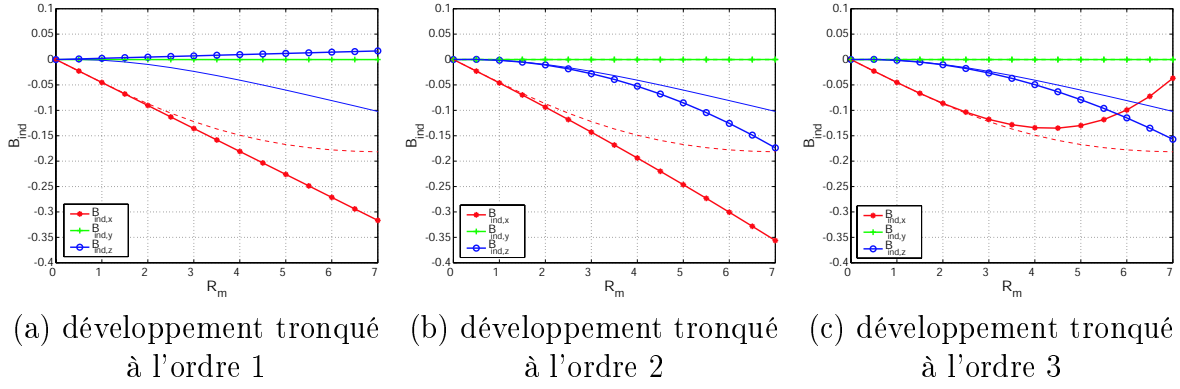 0.1
0.05
0
-0.05
-0.1
-0.15
-0.2
-0.25
-0.3
-0.35
-0.4
B_ind
B_ind,x
B_ind,y
B_ind,z
0 1 2 3 4 5 6 7
R_m
(a) développement tronqué
à l'ordre 1
0.1
0.05
0
-0.05
-0.1
-0.15
-0.2
-0.25
-0.3
-0.35
-0.4
B_ind
B_ind,x
B_ind,y
B_ind,z
0 1 2 3 4 5 6 7
R_m
(b) développement tronqué
à l'ordre 2
0.1
0.05
0
-0.05
-0.1
-0.15
-0.2
-0.25
-0.3
-0.35
-0.4
B_ind
B_ind,x
B_ind,y
B_ind,z
0 1 2 3 4 5 6 7
R_m
(c) développement tronqué
à l'ordre 3